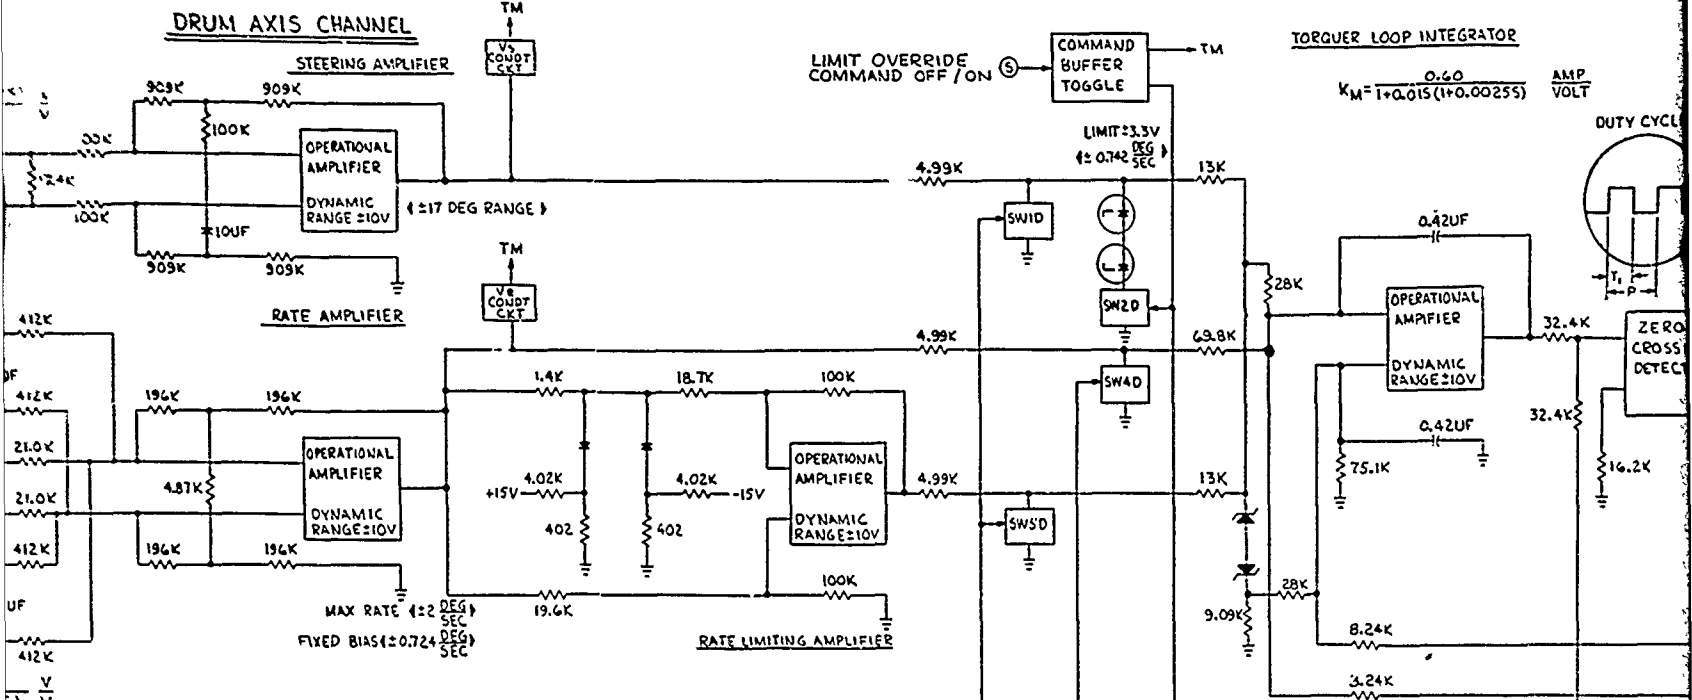 DRUM AXIS CHANNEL
STEERING AMPLIFIER
TM
VS
CONDT
CKT
909K
909K
100K
100K
OPERATIONAL
AMPLIFIER
DYNAMIC
RANGE ±10V
(±17 DEG RANGE)
10UF
909K
909K
LIMIT OVERRIDE
COMMAND OFF/ON
S
COMMAND
BUFFER
TOGGLE
TM
LIMIT ±3.3V
(±0.742 DEG
SEC )
4.99K
13K
SW1D
SW2D
TORQUER LOOP INTEGRATOR
KM= 0.60
1+0.01S(1+0.0025S)
AMP
VOLT
DUTY CYCL
T1
P
RATE AMPLIFIER
TM
VR
CONDT
CKT
412K
412K
21.0K
21.0K
412K
UF
412K
196K
196K
4.87K
196K
196K
OPERATIONAL
AMPLIFIER
DYNAMIC
RANGE±10V
MAX RATE (±2 DEG
SEC )
FIXED BIAS(±0.724 DEG
SEC )
1.4K
18.7K
100K
+15V
4.02K
4.02K
-15V
402
402
19.6K
OPERATIONAL
AMPLIFIER
DYNAMIC
RANGE±10V
100K
RATE LIMITING AMPLIFIER
4.99K
69.8K
SW4D
4.99K
13K
SW5D
28K
9.09K
28K
0.42UF
OPERATIONAL
AMPIFIER
DYNAMIC
RANGE±10V
0.42UF
75.1K
32.4K
32.4K
ZERO
CROSS
DETECT
16.2K
8.24K
3.24K
V